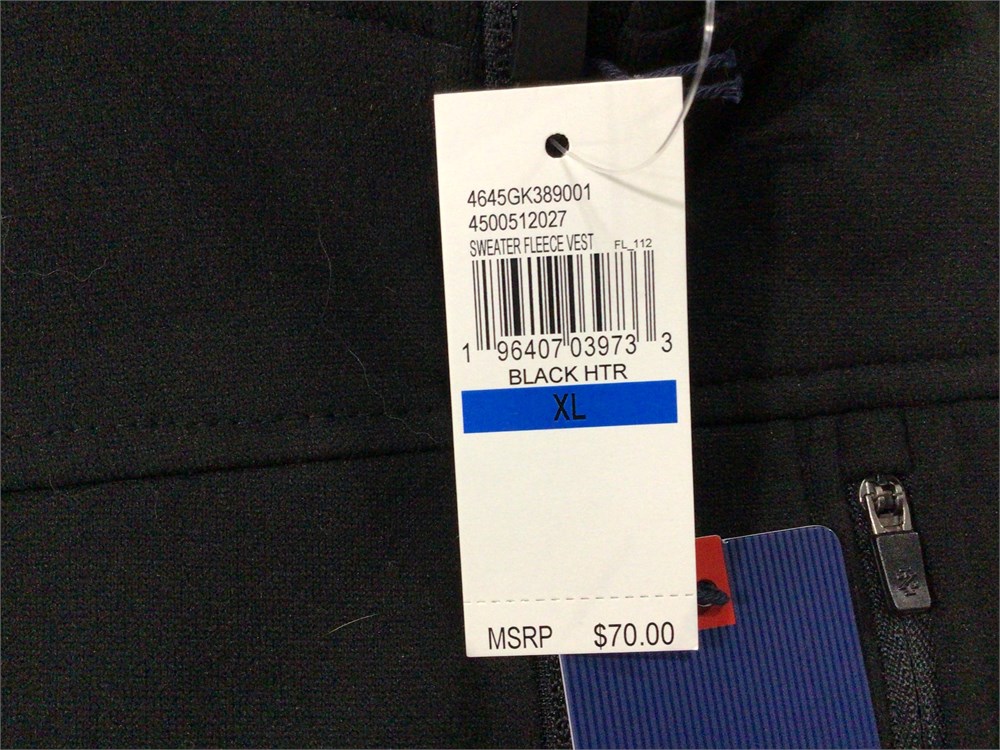 4645GK389001
4500512027
SWEATER FLEECE VEST FL_112
1 96407 03973 3
BLACK HTR
XL
MSRP $70.00